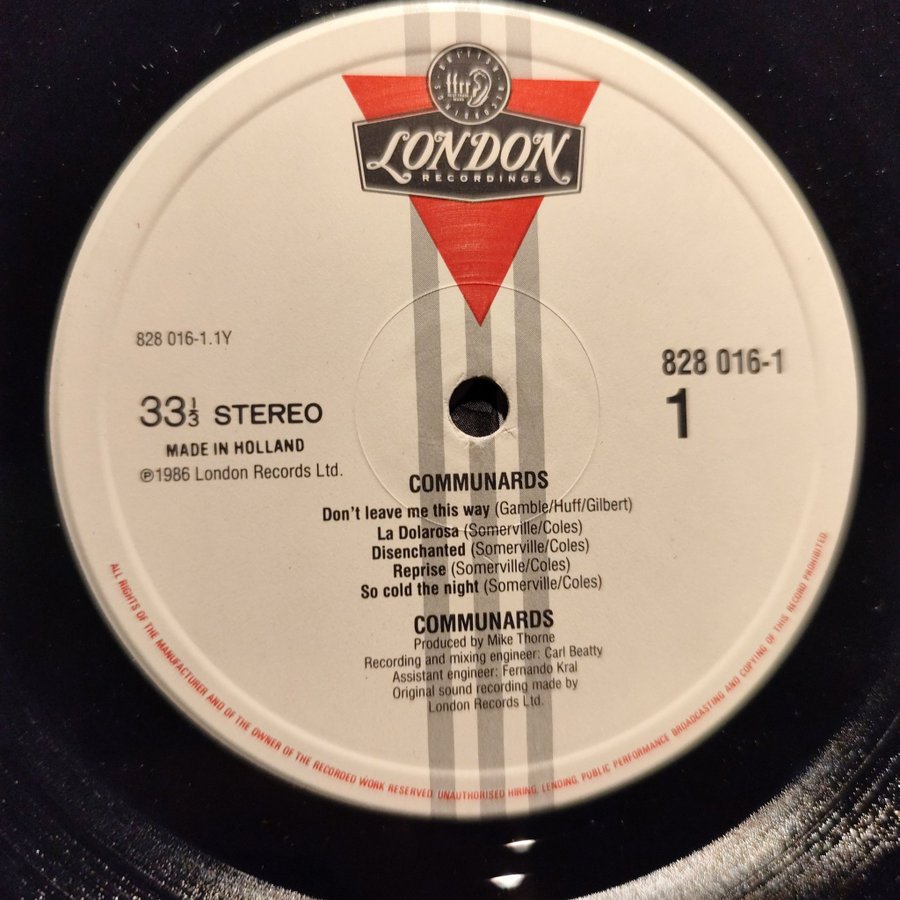 BRITISH RECORDINGS
ffrr
LONDON
RECORDINGS
828 016-1.1Y
828 016-1
1
33⅓ STEREO
MADE IN HOLLAND
℗1986 London Records Ltd.
COMMUNARDS
Don't leave me this way (Gamble/Huff/Gilbert)
La Dolarosa (Somerville/Coles)
Disenchanted (Somerville/Coles)
Reprise (Somerville/Coles)
So cold the night (Somerville/Coles)
COMMUNARDS
Produced by Mike Thorne
Recording and mixing engineer: Carl Beatty
Assistant engineer: Fernando Kral
Original sound recording made by
London Records Ltd.
ALL RIGHTS OF THE MANUFACTURER AND OF THE OWNER OF THE RECORDED WORK RESERVED. UNAUTHORISED HIRING, LENDING, PUBLIC PERFORMANCE BROADCASTING AND COPYING OF THIS RECORD PROHIBITED.